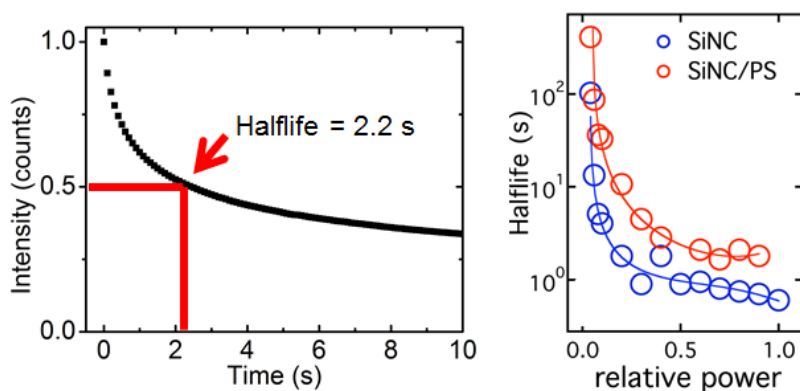 Intensity (counts)
1.0
0.5
0.0
Halflife = 2.2 s
0 2 4 6 8 10
Time (s)
Halflife (s)
10²
10¹
10⁰
SiNC
SiNC/PS
0.0 0.5 1.0
relative power